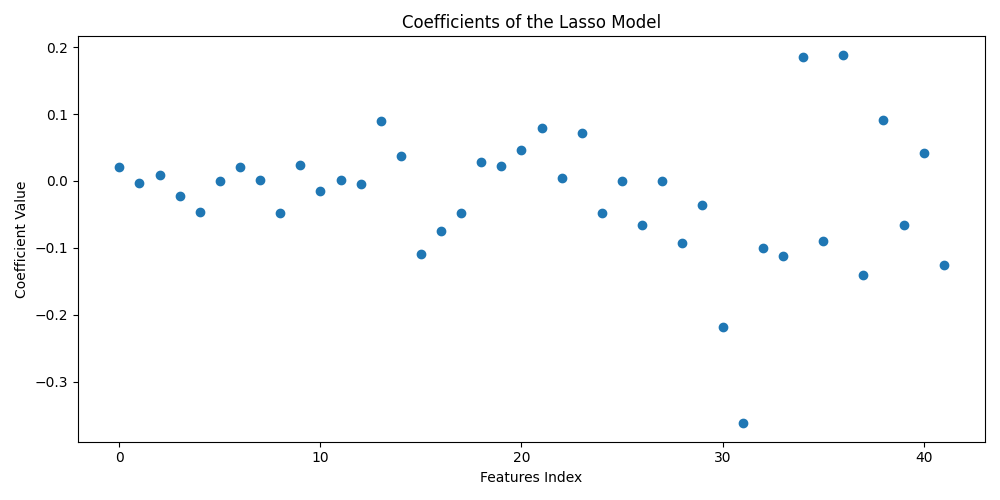 Coefficients of the Lasso Model
Coefficient Value
0.2
0.1
0.0
−0.1
−0.2
−0.3
0 10 20 30 40
Features Index